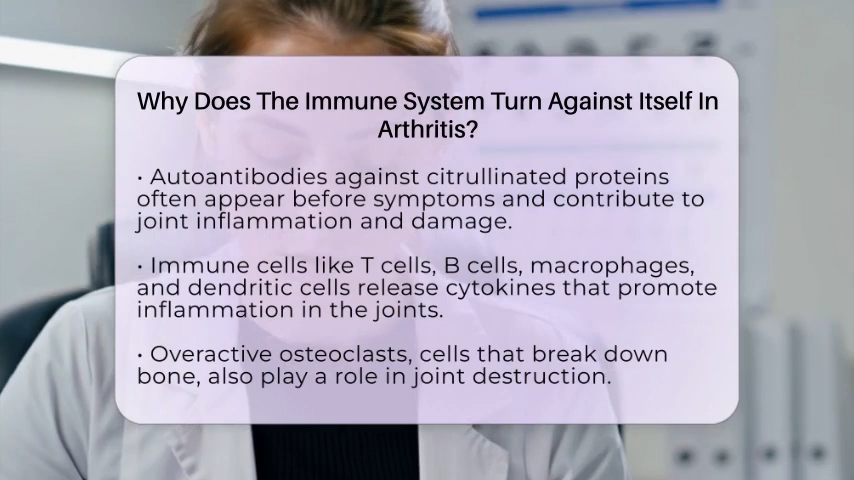 Why Does The Immune System Turn Against Itself In
Arthritis?
• Autoantibodies against citrullinated proteins
often appear before symptoms and contribute to
joint inflammation and damage.
• Immune cells like T cells, B cells, macrophages,
and dendritic cells release cytokines that promote
inflammation in the joints.
• Overactive osteoclasts, cells that break down
bone, also play a role in joint destruction.